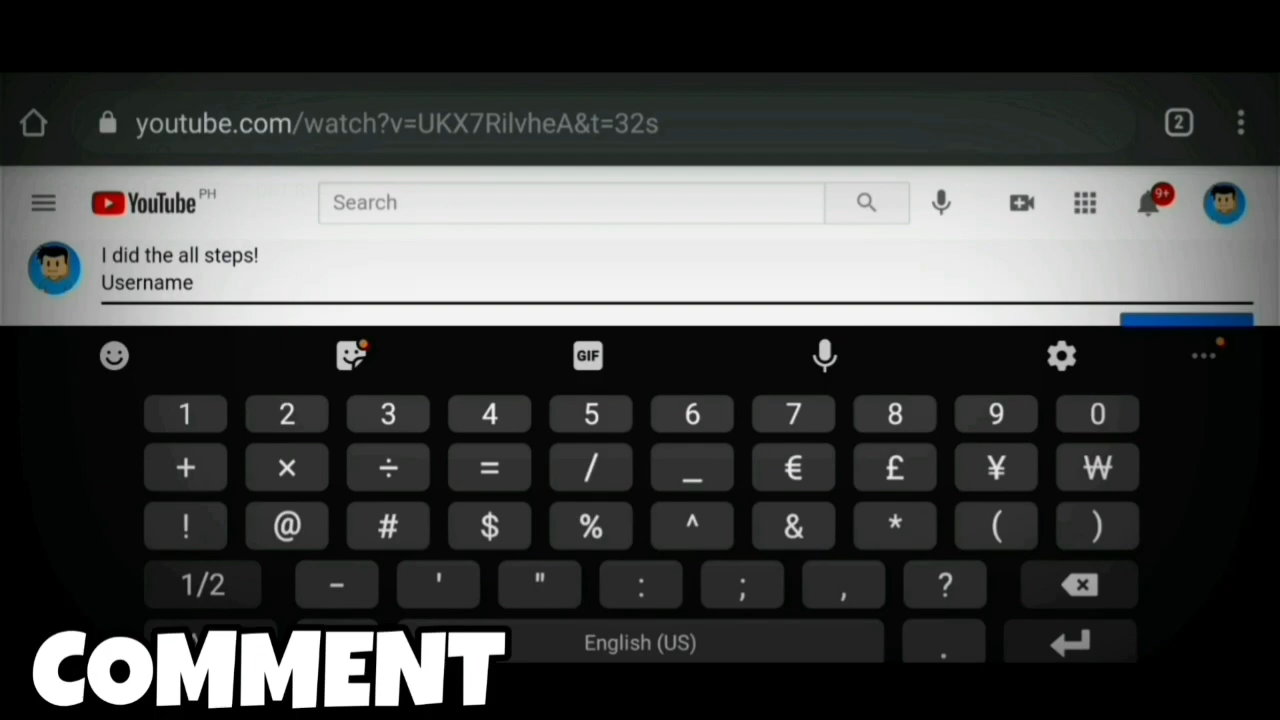 youtube.com/watch?v=UKX7RilvheA&t=32s
2
YouTube PH
Search
9+
I did the all steps!
Username
GIF
1 2 3 4 5 6 7 8 9 0
+ × ÷ = / _ € £ ¥ ₩
! @ # $ % ^ & * ( )
1/2 - ' " : ; , ?
English (US) .
COMMENT